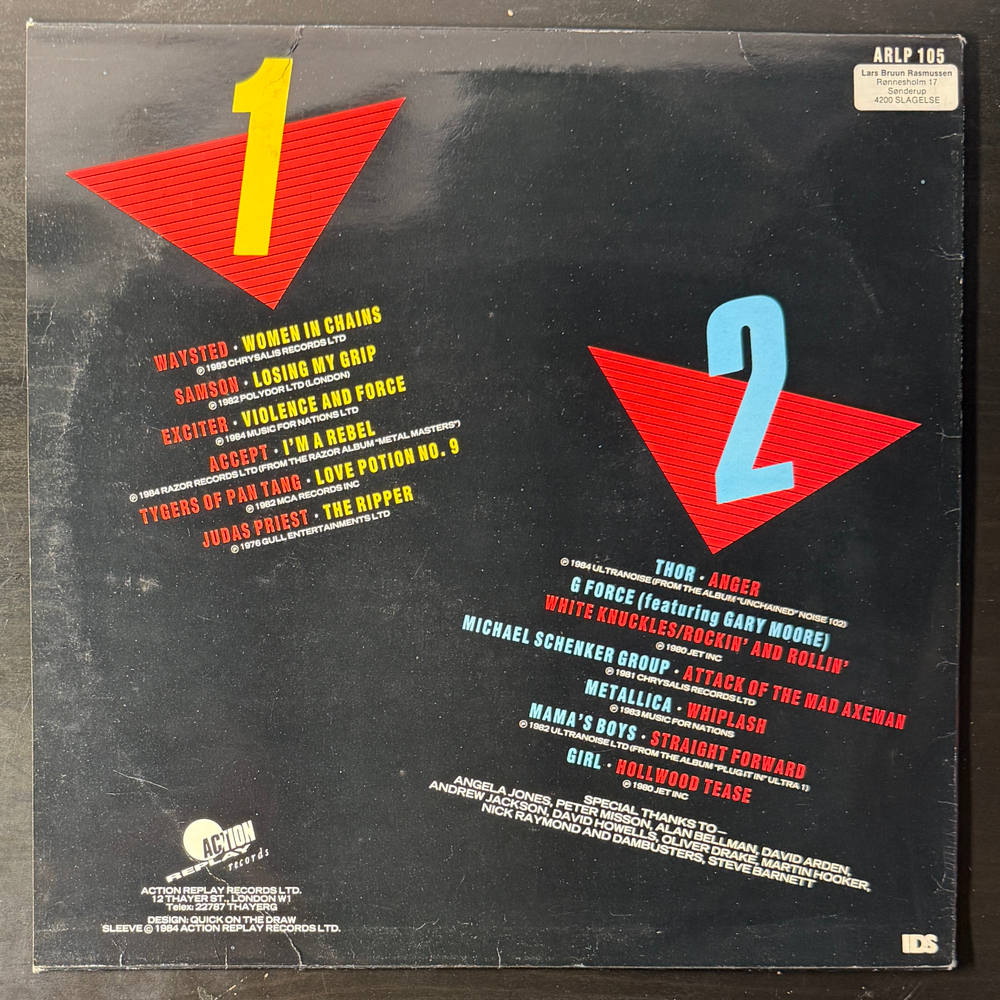 ARLP 105
Lars Bruun Rasmussen
Rønnesholm 17
Sønderup
4200 SLAGELSE
1
WAYSTED • WOMEN IN CHAINS
℗ 1983 CHRYSALIS RECORDS LTD
SAMSON • LOSING MY GRIP
℗ 1982 POLYDOR LTD (LONDON)
EXCITER • VIOLENCE AND FORCE
℗ 1984 MUSIC FOR NATIONS LTD
ACCEPT • I'M A REBEL
℗ 1984 RAZOR RECORDS LTD (FROM THE RAZOR ALBUM "METAL MASTERS")
TYGERS OF PAN TANG • LOVE POTION NO. 9
℗ 1982 MCA RECORDS INC
JUDAS PRIEST • THE RIPPER
℗ 1976 GULL ENTERTAINMENTS LTD
2
THOR • ANGER
℗ 1984 ULTRANOISE (FROM THE ALBUM "UNCHAINED" NOISE 102)
G FORCE (featuring GARY MOORE)
WHITE KNUCKLES/ROCKIN' AND ROLLIN'
℗ 1980 JET INC
MICHAEL SCHENKER GROUP • ATTACK OF THE MAD AXEMAN
℗ 1981 CHRYSALIS RECORDS LTD
METALLICA • WHIPLASH
℗ 1983 MUSIC FOR NATIONS
MAMA'S BOYS • STRAIGHT FORWARD
℗ 1982 ULTRANOISE LTD (FROM THE ALBUM "PLUG IT IN" ULTRA 1)
GIRL • HOLLWOOD TEASE
℗ 1980 JET INC
SPECIAL THANKS TO –
ANGELA JONES, PETER MISSON, ALAN BELLMAN, DAVID ARDEN,
ANDREW JACKSON, DAVID HOWELLS, OLIVER DRAKE, MARTIN HOOKER,
NICK RAYMOND AND DAMBUSTERS, STEVE BARNETT
ACTION
REPLAY
records
ACTION REPLAY RECORDS LTD.
12 THAYER ST., LONDON W1
Telex: 22787 THAYERG
DESIGN: QUICK ON THE DRAW
SLEEVE © 1984 ACTION REPLAY RECORDS LTD.
IDS